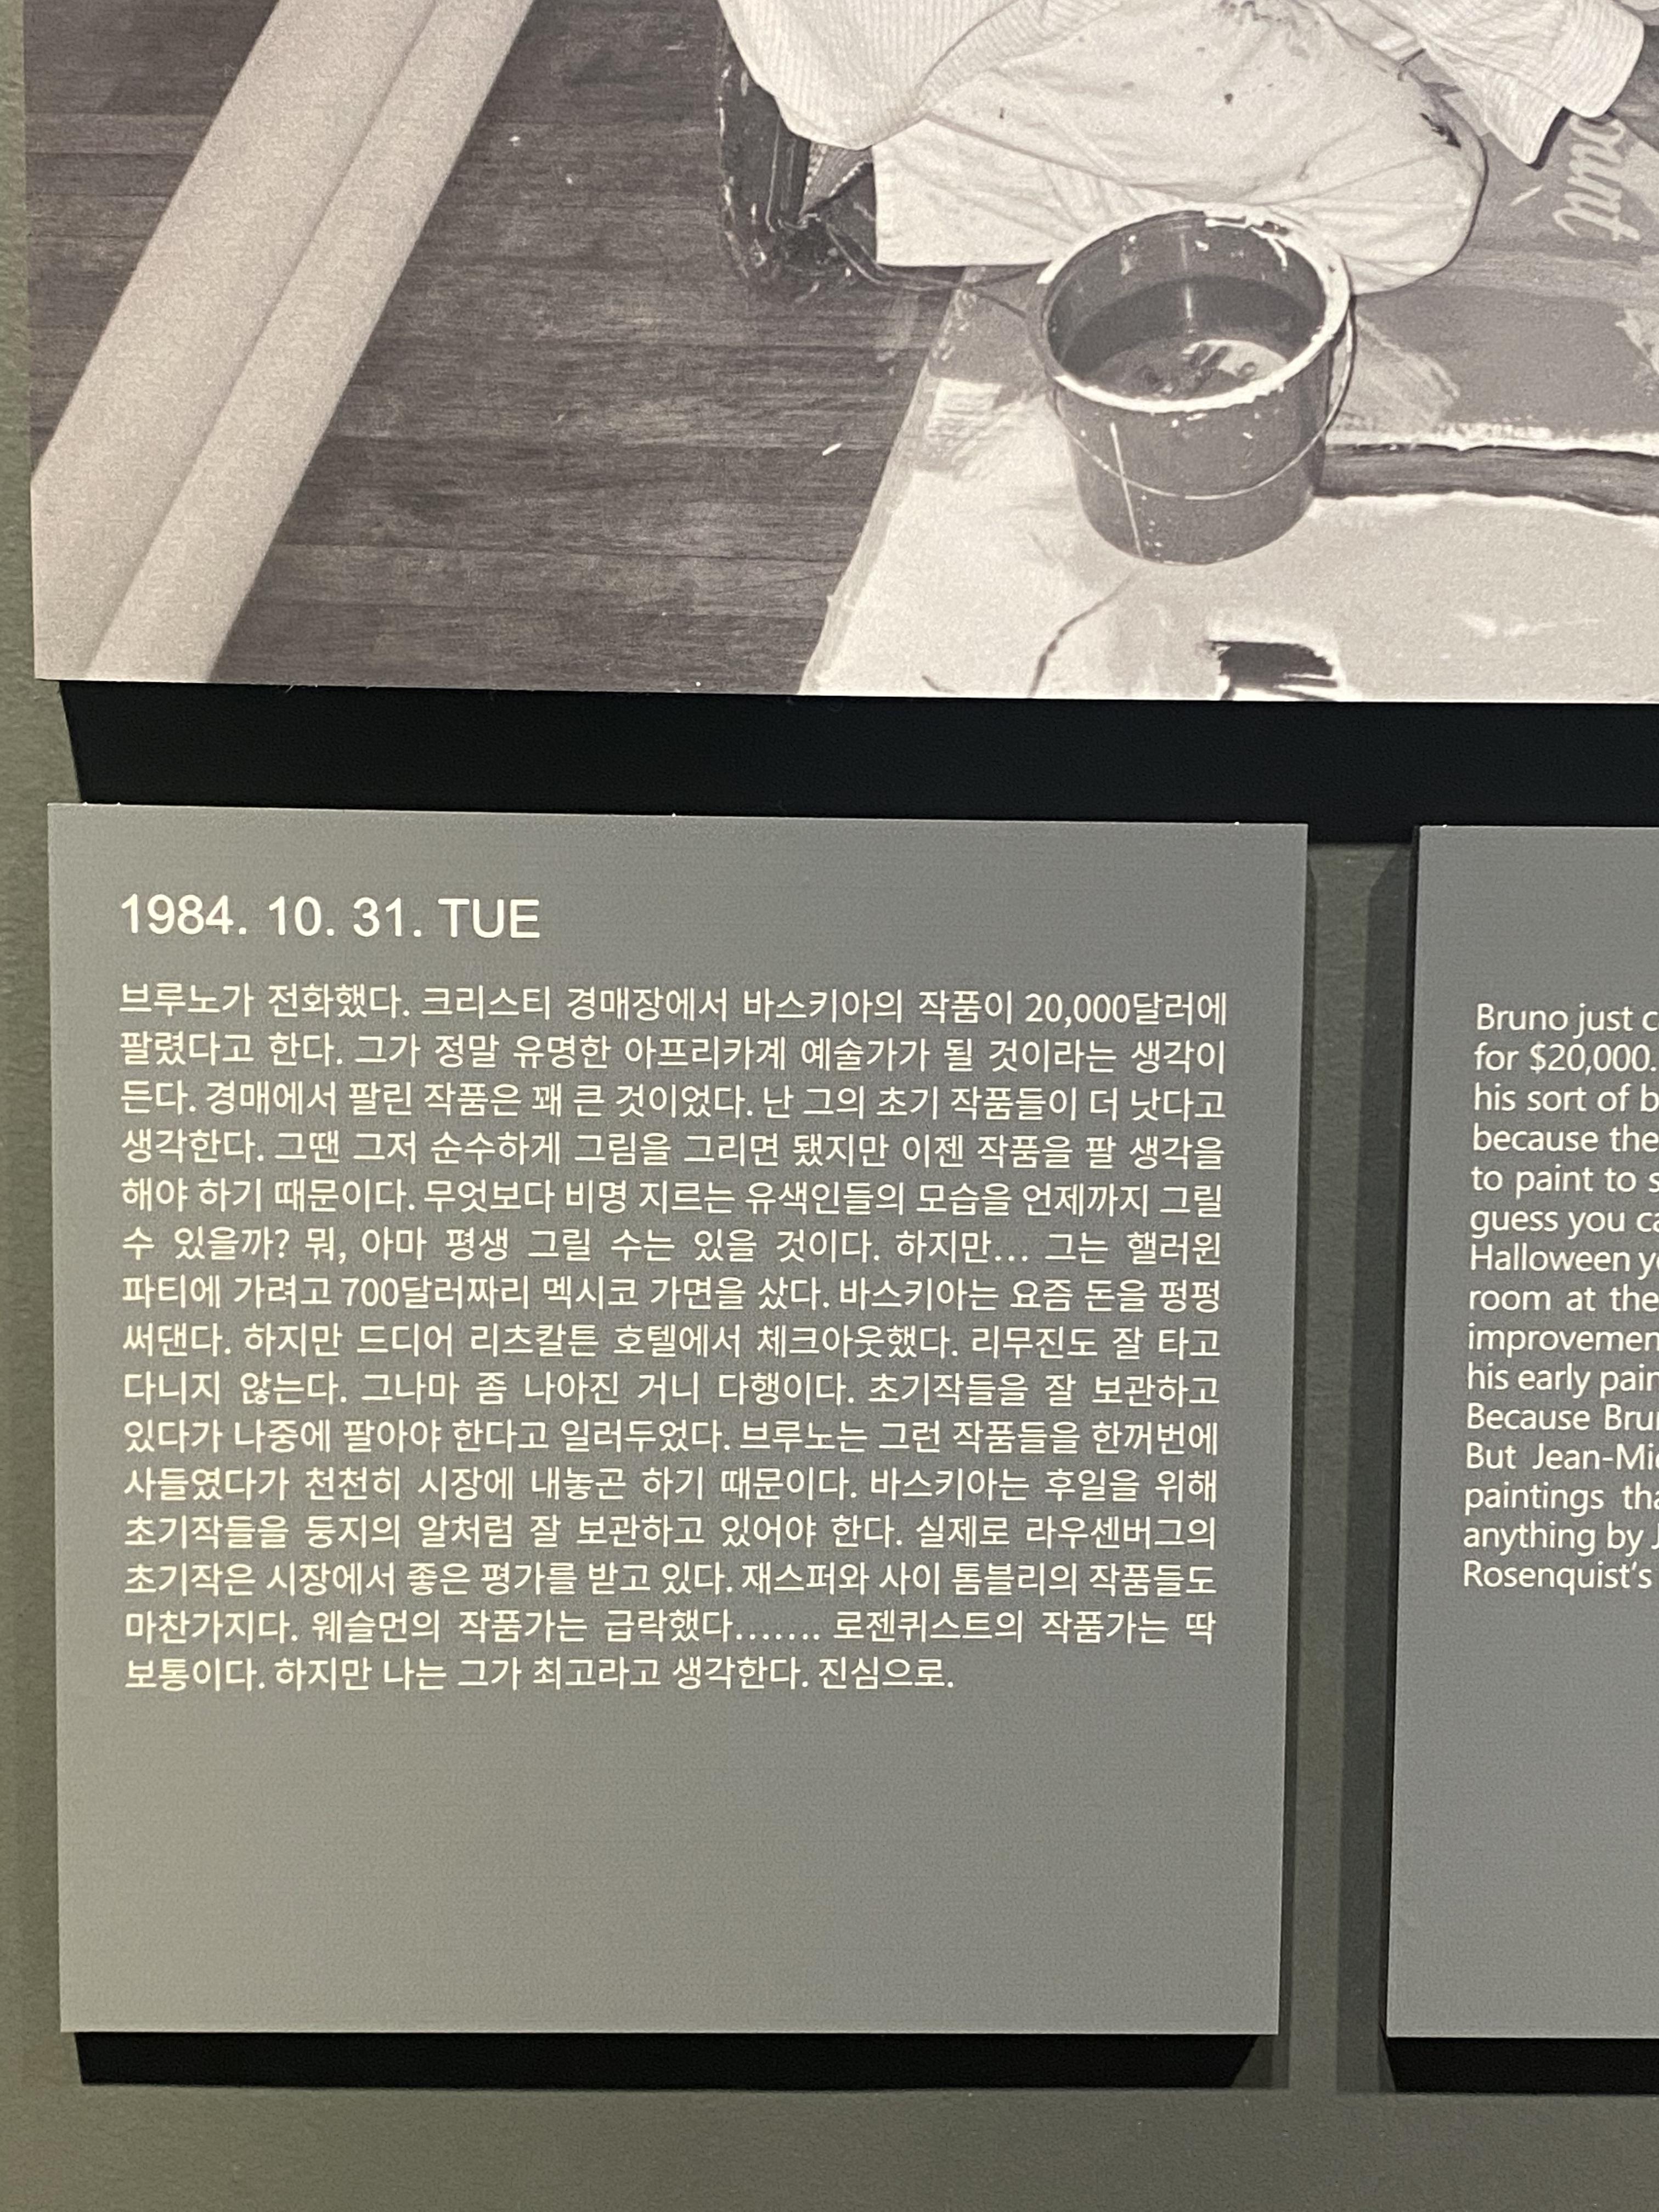 1984. 10. 31. TUE
브루노가 전화했다. 크리스티 경매장에서 바스키아의 작품이 20,000달러에
팔렸다고 한다. 그가 정말 유명한 아프리카계 예술가가 될 것이라는 생각이
든다. 경매에서 팔린 작품은 꽤 큰 것이었다. 난 그의 초기 작품들이 더 낫다고
생각한다. 그땐 그저 순수하게 그림을 그리면 됐지만 이젠 작품을 팔 생각을
해야 하기 때문이다. 무엇보다 비명 지르는 유색인들의 모습을 언제까지 그릴
수 있을까? 뭐, 아마 평생 그릴 수는 있을 것이다. 하지만... 그는 핼러윈
파티에 가려고 700달러짜리 멕시코 가면을 샀다. 바스키아는 요즘 돈을 펑펑
써댄다. 하지만 드디어 리츠칼튼 호텔에서 체크아웃했다. 리무진도 잘 타고
다니지 않는다. 그나마 좀 나아진 거니 다행이다. 초기작들을 잘 보관하고
있다가 나중에 팔아야 한다고 일러두었다. 브루노는 그런 작품들을 한꺼번에
사들였다가 천천히 시장에 내놓곤 하기 때문이다. 바스키아는 후일을 위해
초기작들을 둥지의 알처럼 잘 보관하고 있어야 한다. 실제로 라우센버그의
초기작은 시장에서 좋은 평가를 받고 있다. 재스퍼와 사이 톰블리의 작품들도
마찬가지다. 웨슬먼의 작품가는 급락했다....... 로젠퀴스트의 작품가는 딱
보통이다. 하지만 나는 그가 최고라고 생각한다. 진심으로.
Bruno just
for $20,000.
his sort of
because the
to paint to
guess you
Halloween
room at the
his early
Because
But
paintings
anything by
Rosenquist's